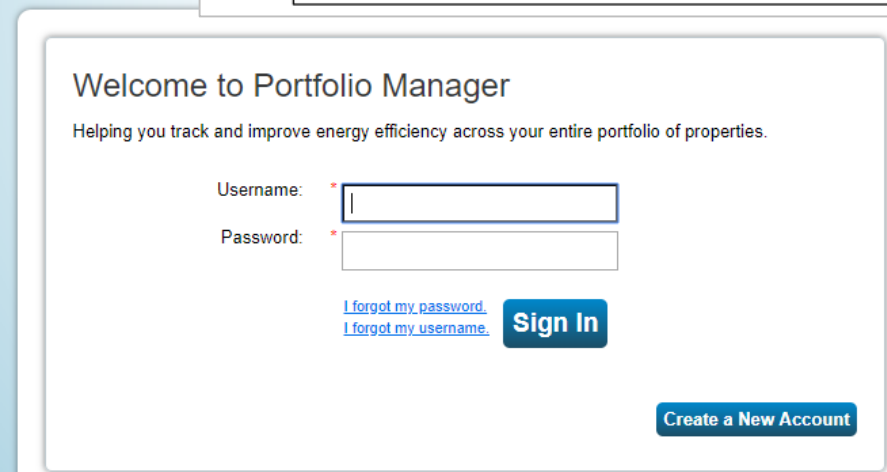 Welcome to Portfolio Manager
Helping you track and improve energy efficiency across your entire portfolio of properties.
Username: *
Password: *
I forgot my password.
I forgot my username.
Sign In
Create a New Account